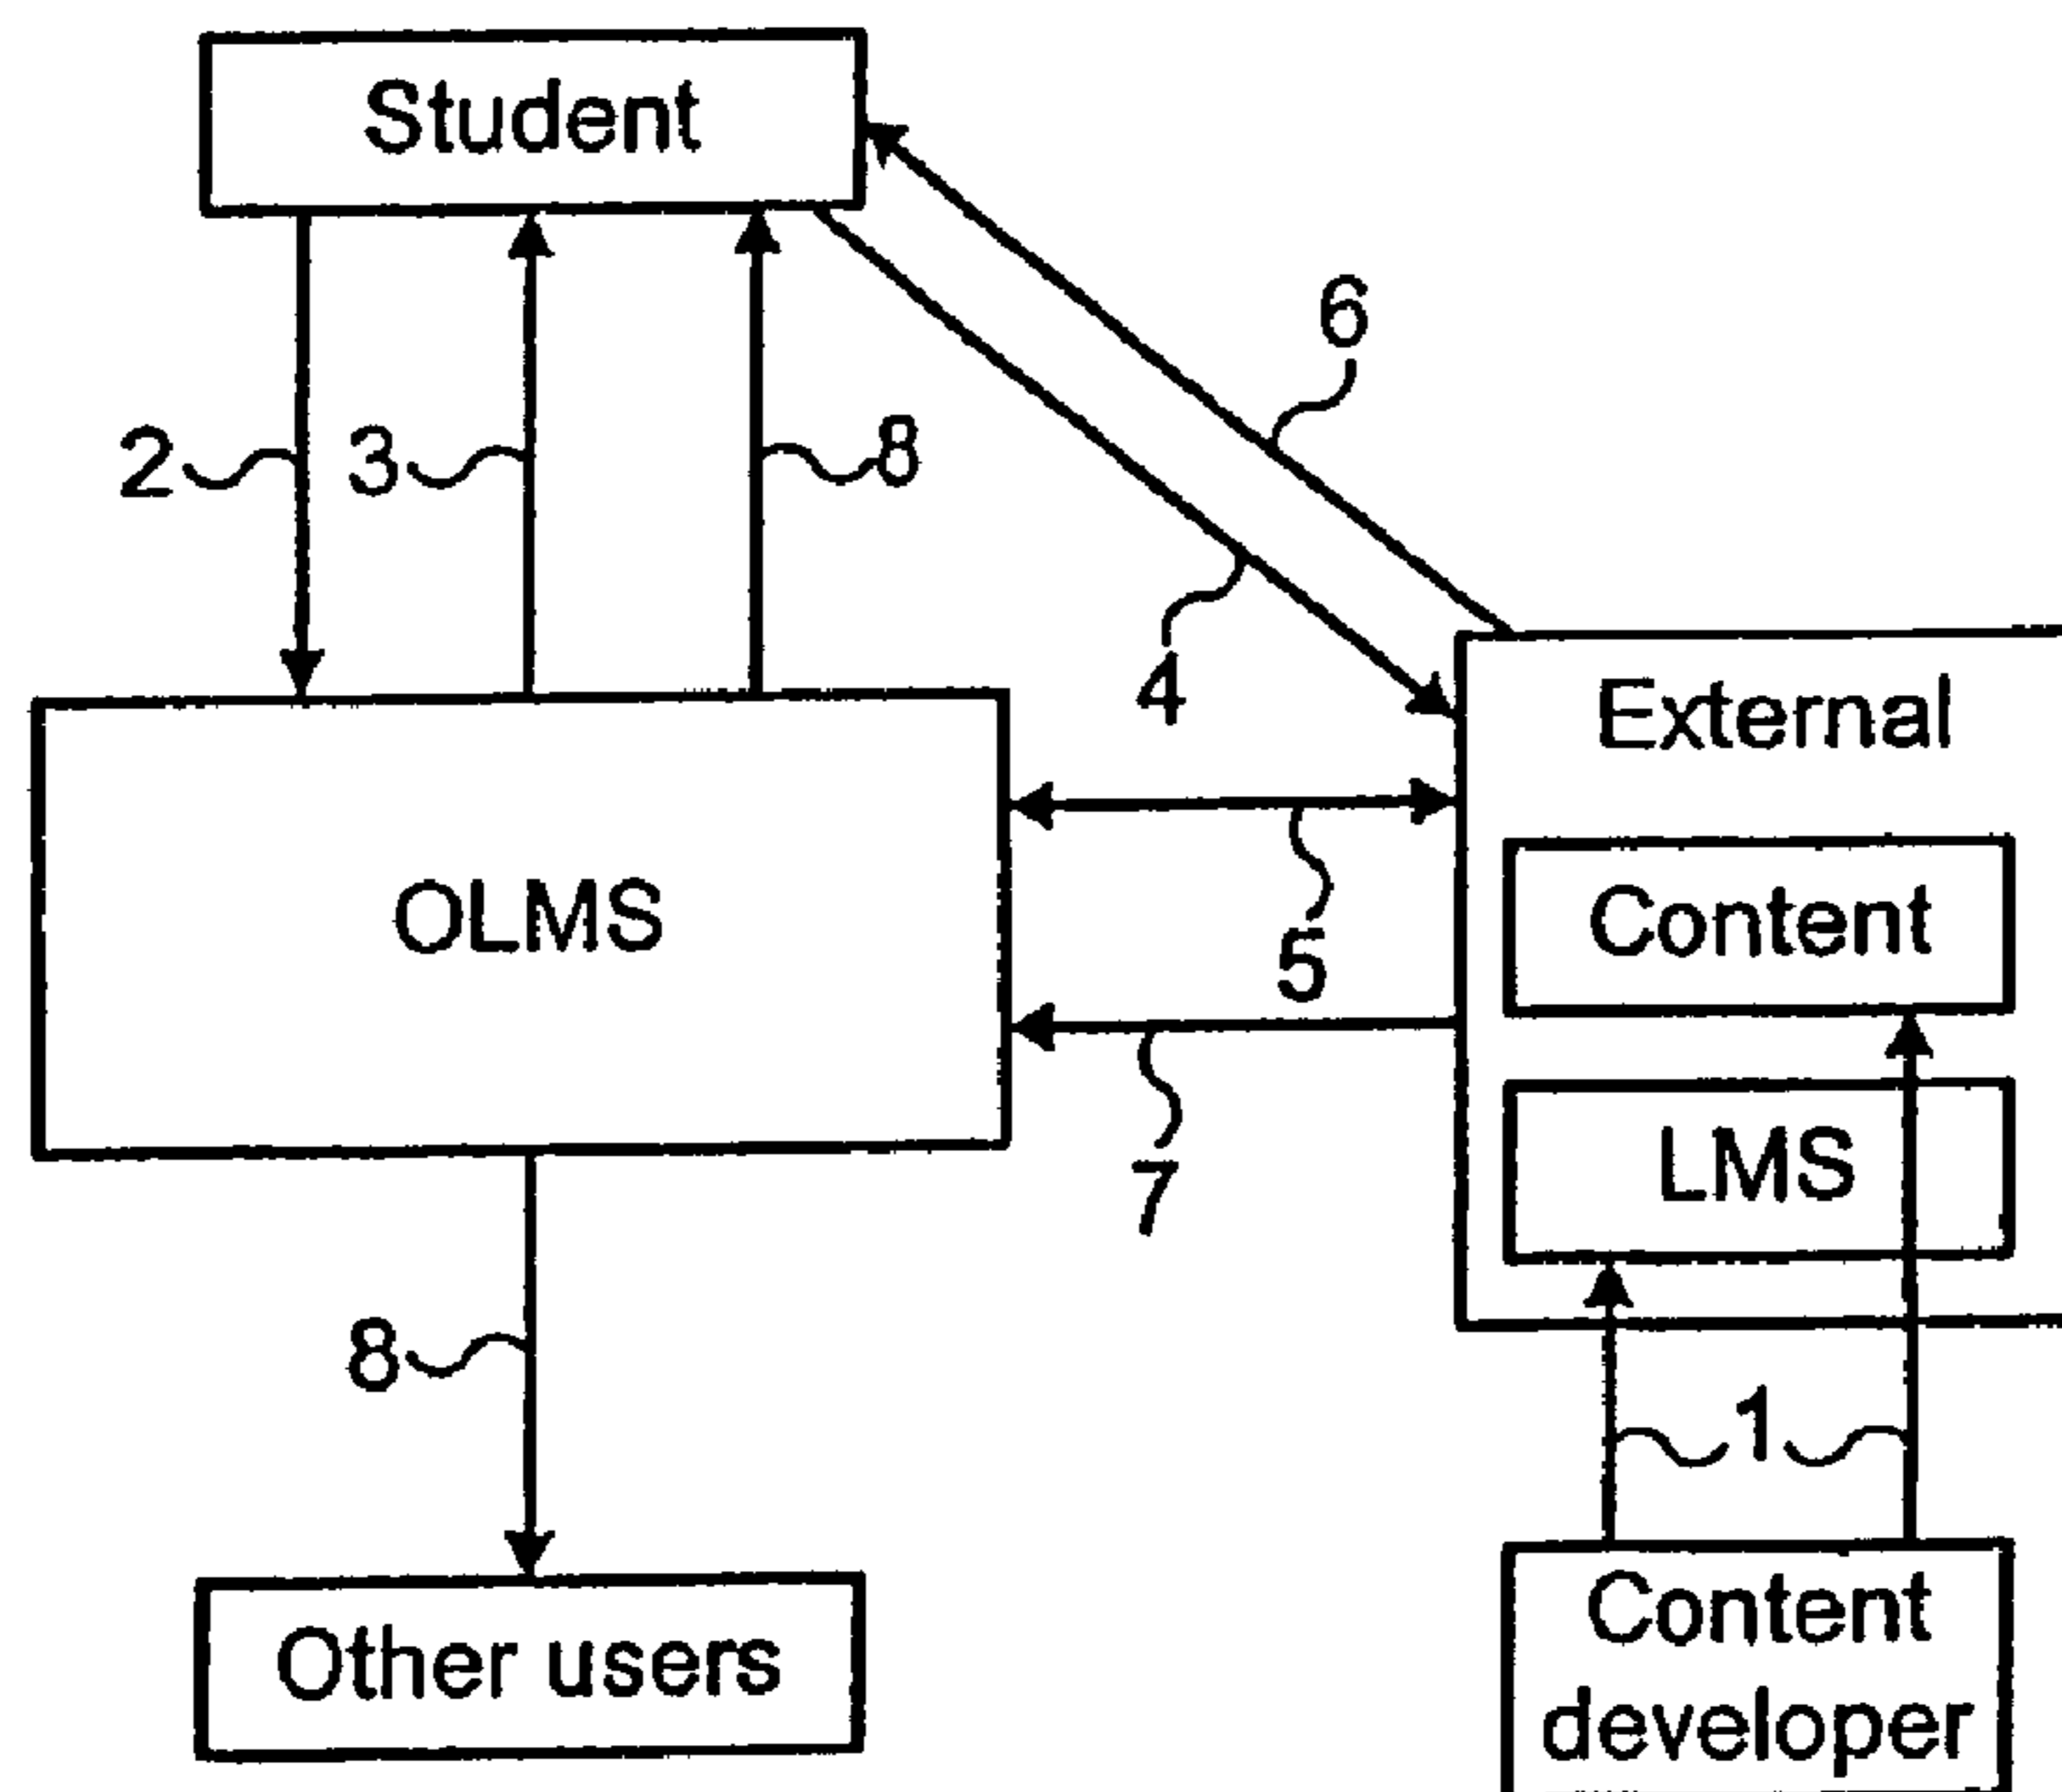 Student
6
2
3
8
4
External
OLMS
Content
5
7
LMS
8
1
Other users
Content
developer